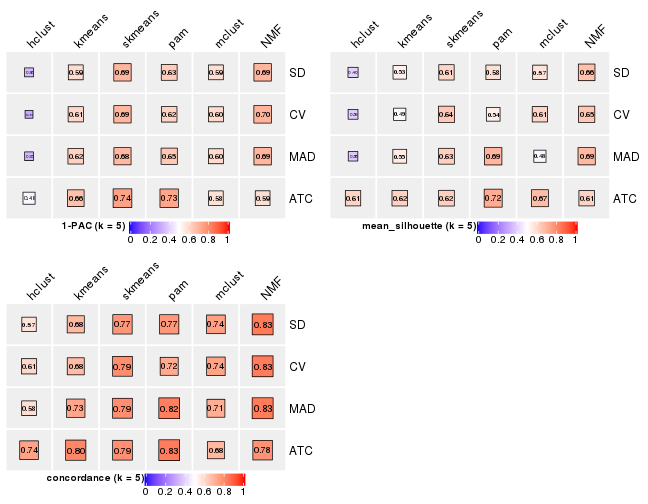 hclust kmeans skmeans pam mclust NMF
0.59 0.69 0.63 0.59 0.69 SD
0.61 0.69 0.62 0.60 0.70 CV
0.62 0.68 0.65 0.60 0.69 MAD
0.66 0.74 0.73 0.58 0.59 ATC
1-PAC (k = 5)
0 0.2 0.4 0.6 0.8 1
hclust kmeans skmeans pam mclust NMF
0.53 0.61 0.58 0.57 0.66 SD
0.49 0.64 0.54 0.61 0.65 CV
0.55 0.63 0.69 0.48 0.69 MAD
0.61 0.62 0.62 0.72 0.67 0.61 ATC
mean_silhouette (k = 5)
0 0.2 0.4 0.6 0.8 1
hclust kmeans skmeans pam mclust NMF
0.57 0.68 0.77 0.77 0.74 0.83 SD
0.61 0.68 0.79 0.72 0.74 0.83 CV
0.58 0.73 0.79 0.82 0.71 0.83 MAD
0.74 0.80 0.79 0.83 0.68 0.78 ATC
concordance (k = 5)
0 0.2 0.4 0.6 0.8 1